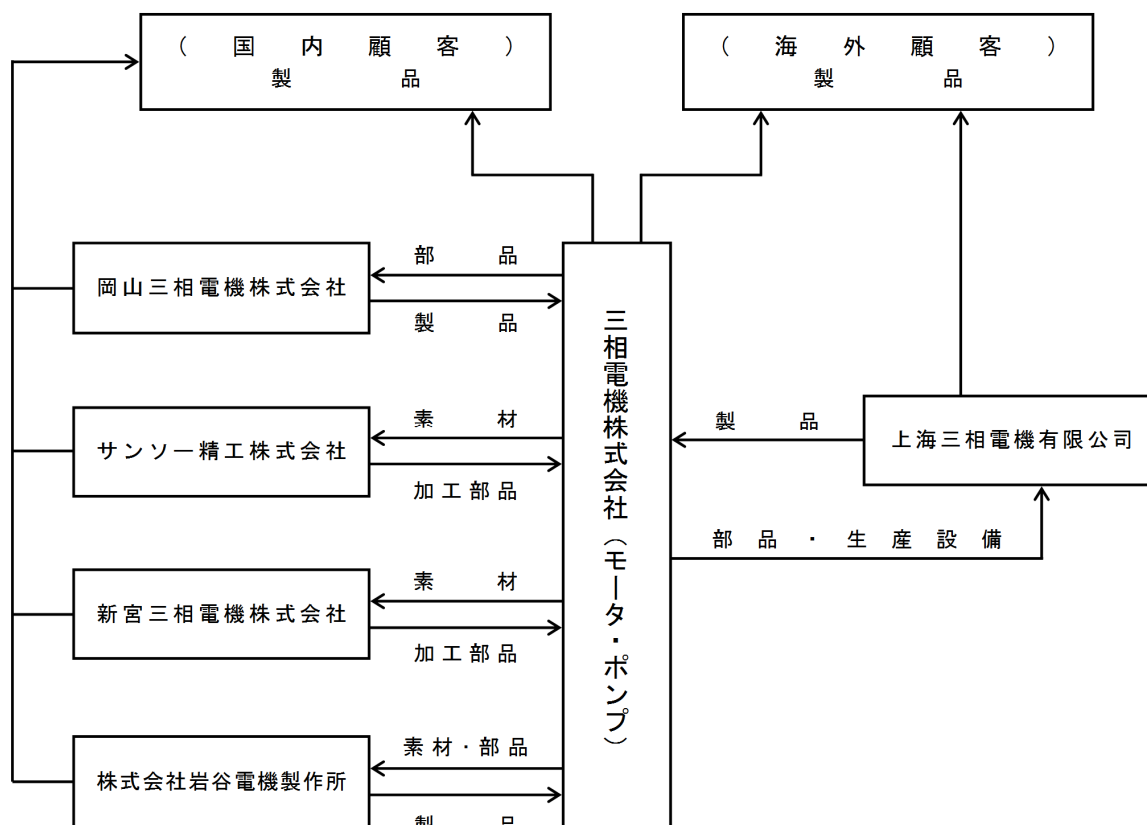 (国内顧客)
製品
(海外顧客)
製品
部品
岡山三相電機株式会社
製品
素材
サンソー精工株式会社
加工部品
素材
新宮三相電機株式会社
加工部品
素材・部品
株式会社岩谷電機製作所
製品
三相電機株式会社(モータ・ポンプ)
製品
上海三相電機有限公司
部品・生産設備